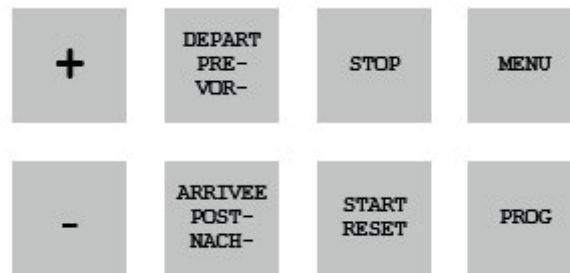 +
DEPART
PRE-
VOR-
STOP
MENU
-
ARRIVEE
POST-
NACH-
START
RESET
PROG